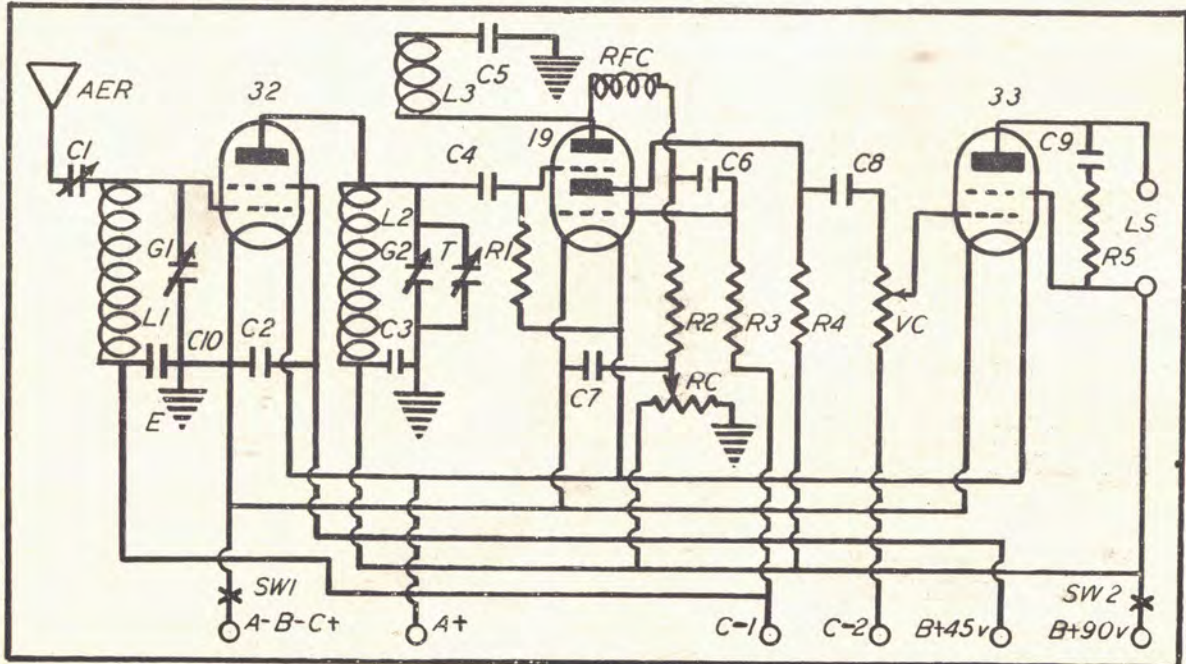 AER
C1
32
L3
C5
RFC
19
33
C4
C6
C8
C9
G1
L1
L2
G2
T
R1
LS
R5
C10
C2
C3
R2
R3
R4
VC
E
C7
RC
SW1
SW2
A-B-C+
A+
C-1
C-2
B+45v
B+90v